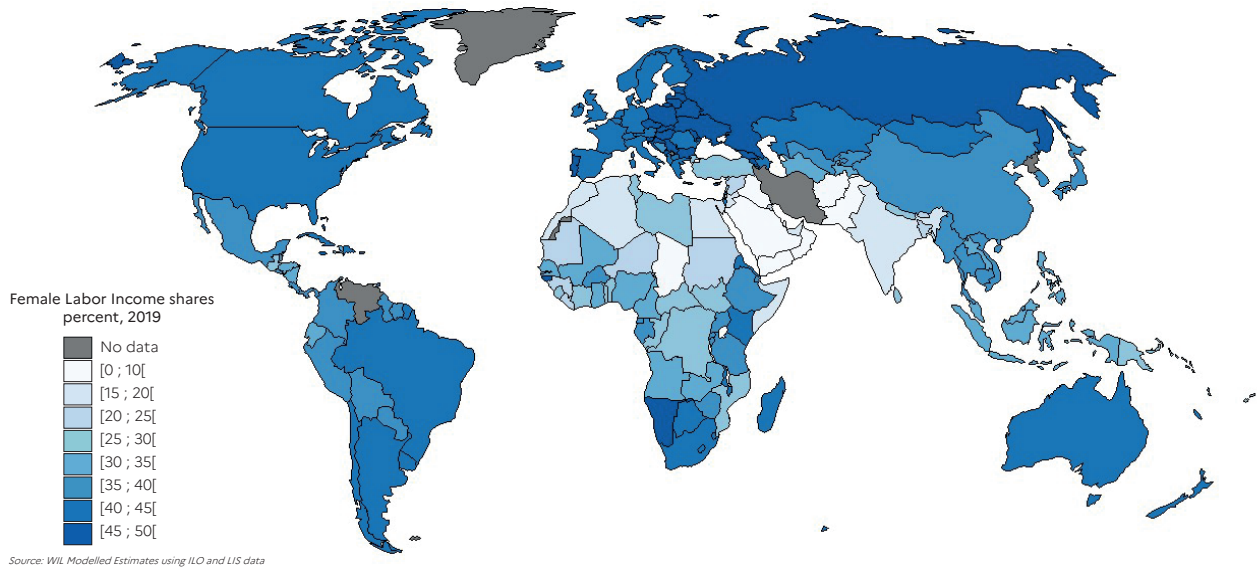 Female Labor Income shares
percent, 2019
No data
[0 ; 10[
[15 ; 20[
[20 ; 25[
[25 ; 30[
[30 ; 35[
[35 ; 40[
[40 ; 45[
[45 ; 50[
Source: WIL Modelled Estimates using ILO and LIS data